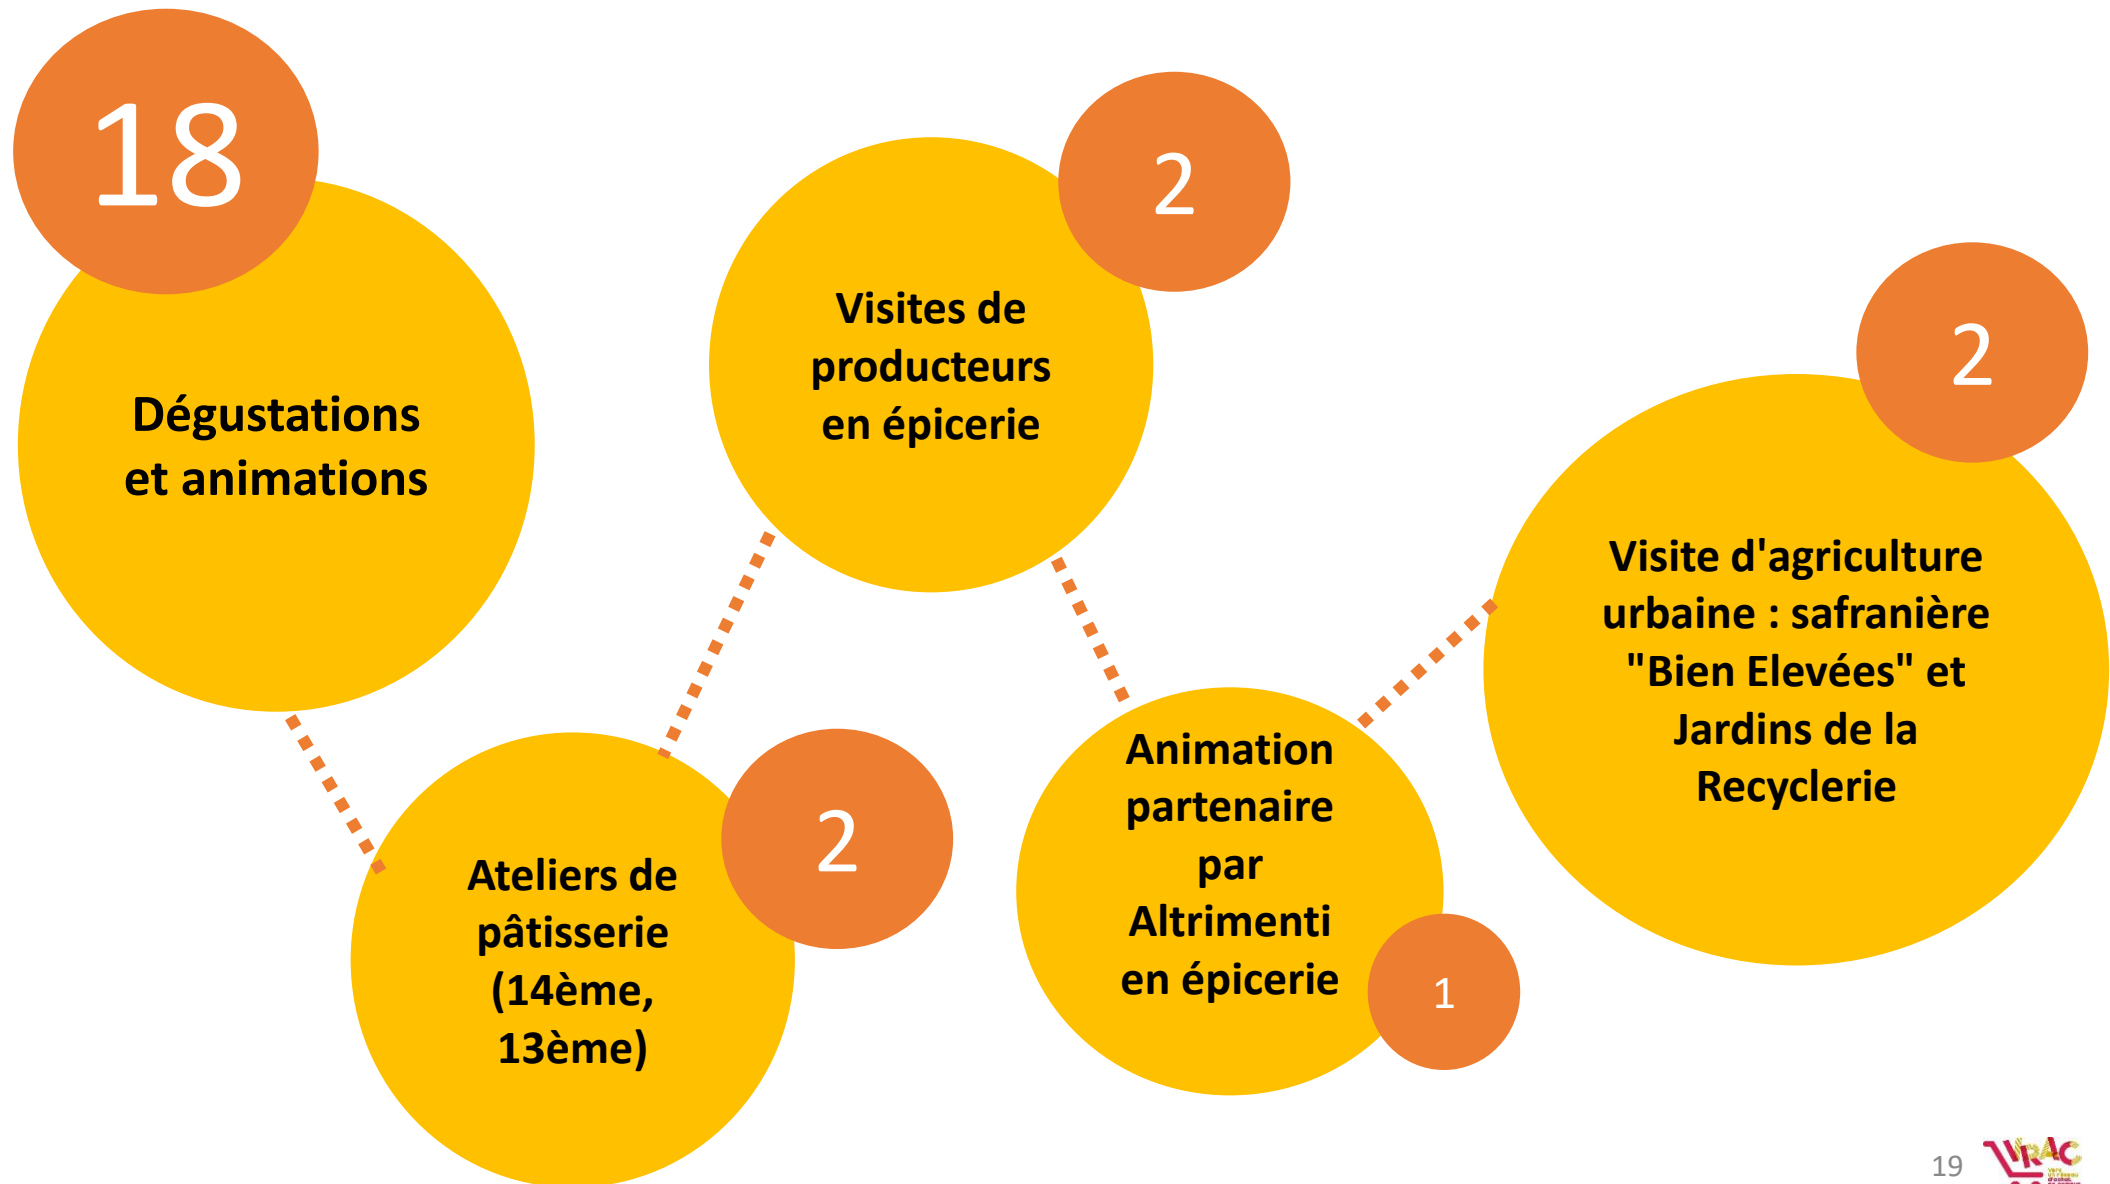 18
Dégustations
et animations
2
Visites de
producteurs
en épicerie
2
Ateliers de
pâtisserie
(14ème,
13ème)
Animation
partenaire
par
Altrimenti
en épicerie
1
2
Visite d'agriculture
urbaine : safranière
"Bien Elevées" et
Jardins de la
Recyclerie
19
VRAC